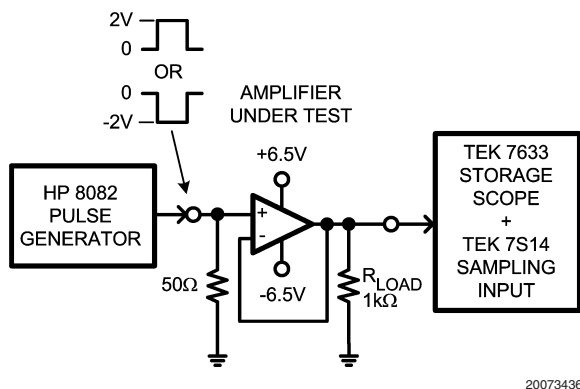 2V
0
OR
0
-2V
AMPLIFIER
UNDER TEST
+6.5V
HP 8082
PULSE
GENERATOR
+
-
50Ω
-6.5V
RLOAD
1kΩ
TEK 7633
STORAGE
SCOPE
+
TEK 7S14
SAMPLING
INPUT
20073436